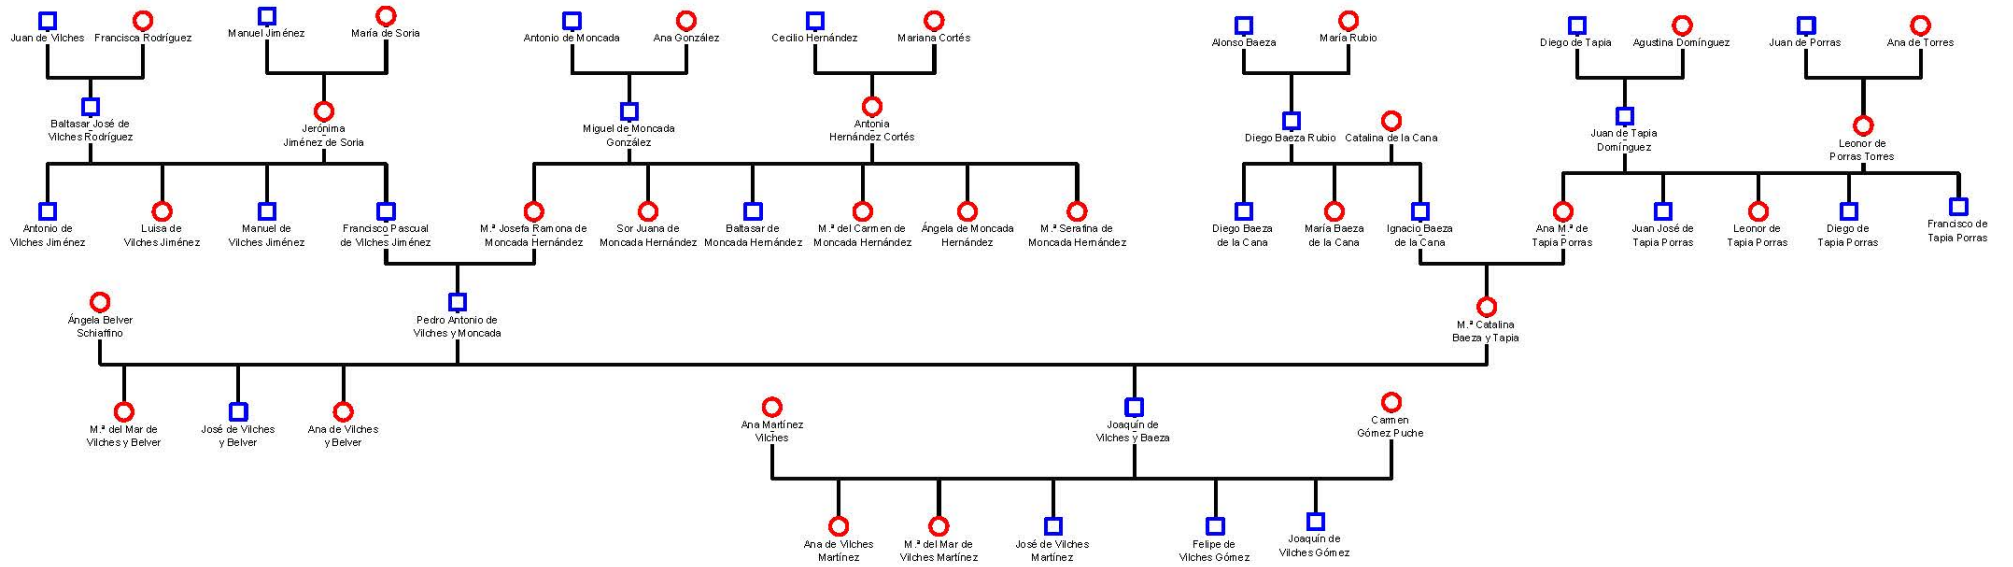 Juan de Vilches
Francisca Rodríguez
Manuel Jiménez
María de Soria
Antonio de Moncada
Ana González
Cecilio Hernández
Mariana Cortés
Alonso Baeza
María Rubio
Diego de Tapia
Agustina Domínguez
Juan de Porras
Ana de Torres
Baltasar José de
Vilches Rodríguez
Jerónima
Jiménez de Soria
Miguel de Moncada
González
Antonia
Hernández Cortés
Diego Baeza Rubio
Catalina de la Cana
Juan de Tapia
Domínguez
Leonor de
Porras Torres
Antonio de
Vilches Jiménez
Luisa de
Vilches Jiménez
Manuel de
Vilches Jiménez
Francisco Pascual
de Vilches Jiménez
M.ª Josefa Ramona de
Moncada Hernández
Sor Juana de
Moncada Hernández
Baltasar de
Moncada Hernández
M.ª del Carmen de
Moncada Hernández
Ángela de Moncada
Hernández
M.ª Serafina de
Moncada Hernández
Diego Baeza
de la Cana
María Baeza
de la Cana
Ignacio Baeza
de la Cana
Ana M.ª de
Tapia Porras
Juan José de
Tapia Porras
Leonor de
Tapia Porras
Diego de
Tapia Porras
Francisco de
Tapia Porras
Ángela Belver
Schiaffino
Pedro Antonio de
Vilches y Moncada
M.ª Catalina
Baeza y Tapia
M.ª del Mar de
Vilches y Belver
José de Vilches
y Belver
Ana de Vilches
y Belver
Ana Martínez
Vilches
Joaquín de
Vilches y Baeza
Carmen
Gómez Puche
Ana de Vilches
Martínez
M.ª del Mar de
Vilches Martínez
José de Vilches
Martínez
Felipe de
Vilches Gómez
Joaquín de
Vilches Gómez